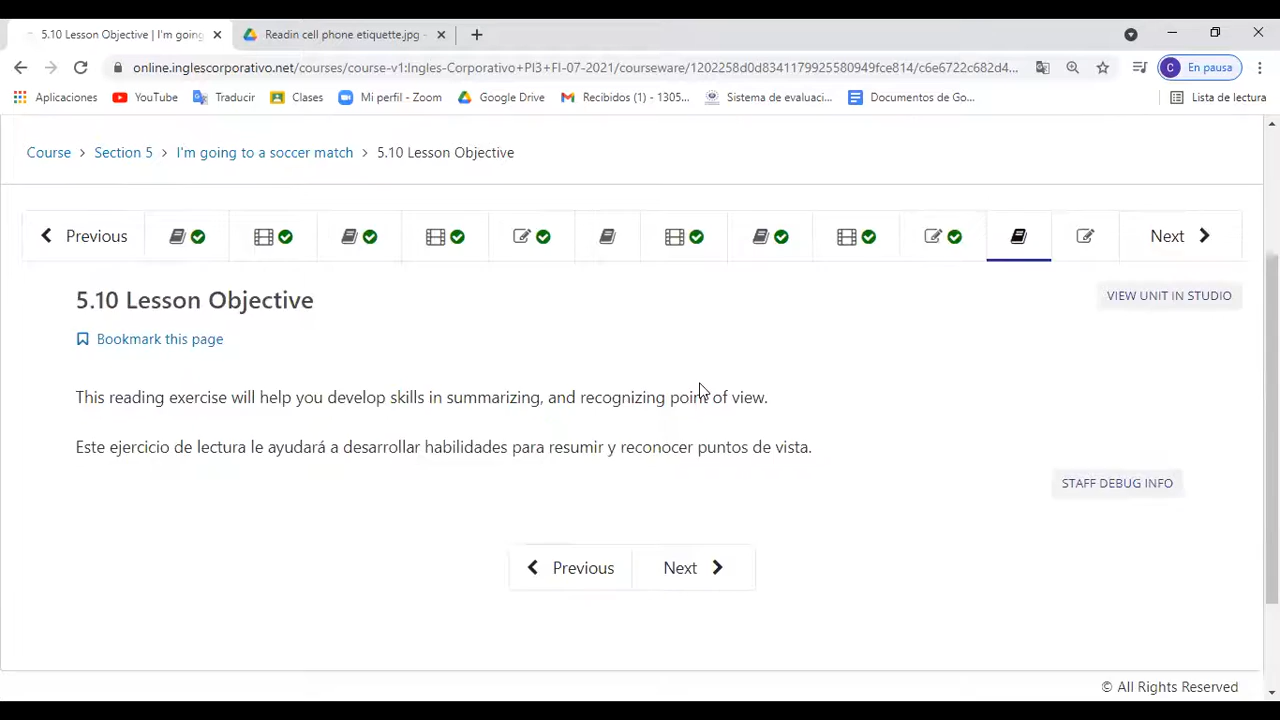 5.10 Lesson Objective | I'm going
Readin cell phone etiquette.jpg -
online.inglescorporativo.net/courses/course-v1:Ingles-Corporativo+PI3+FI-07-2021/courseware/1202258d0d8341179925580949fce814/c6e6722c682d4...
C En pausa
Aplicaciones YouTube Traducir Clases Mi perfil - Zoom Google Drive Recibidos (1) - 1305... Sistema de evaluaci... Documentos de Go... Lista de lectura
Course > Section 5 > I'm going to a soccer match > 5.10 Lesson Objective
Previous Next
5.10 Lesson Objective
VIEW UNIT IN STUDIO
Bookmark this page
This reading exercise will help you develop skills in summarizing, and recognizing point of view.
Este ejercicio de lectura le ayudará a desarrollar habilidades para resumir y reconocer puntos de vista.
STAFF DEBUG INFO
Previous Next
© All Rights Reserved